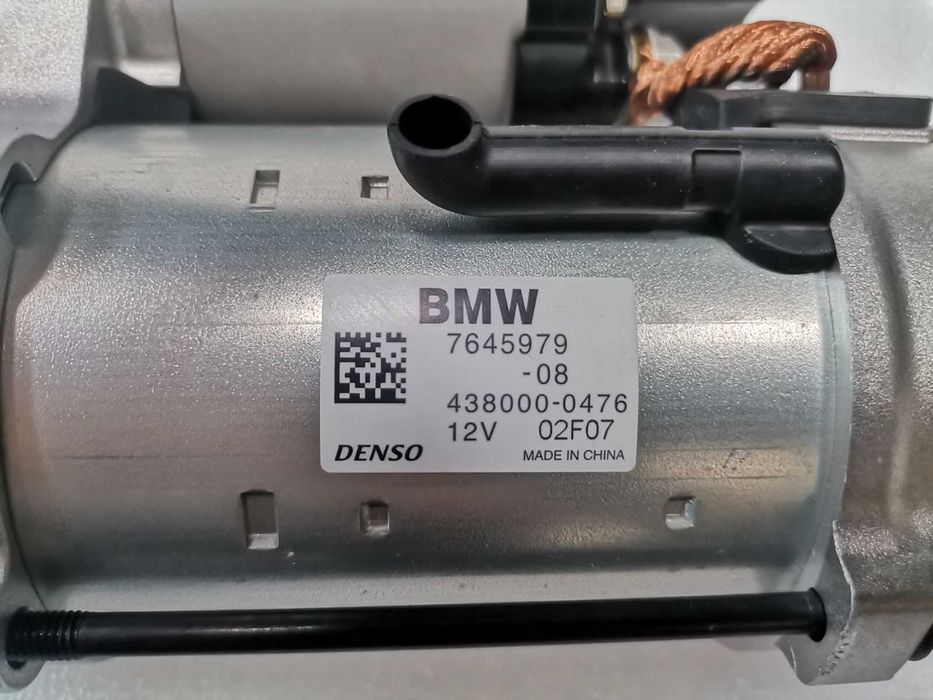 BMW
7645979
-08
438000-0476
12V 02F07
DENSO MADE IN CHINA